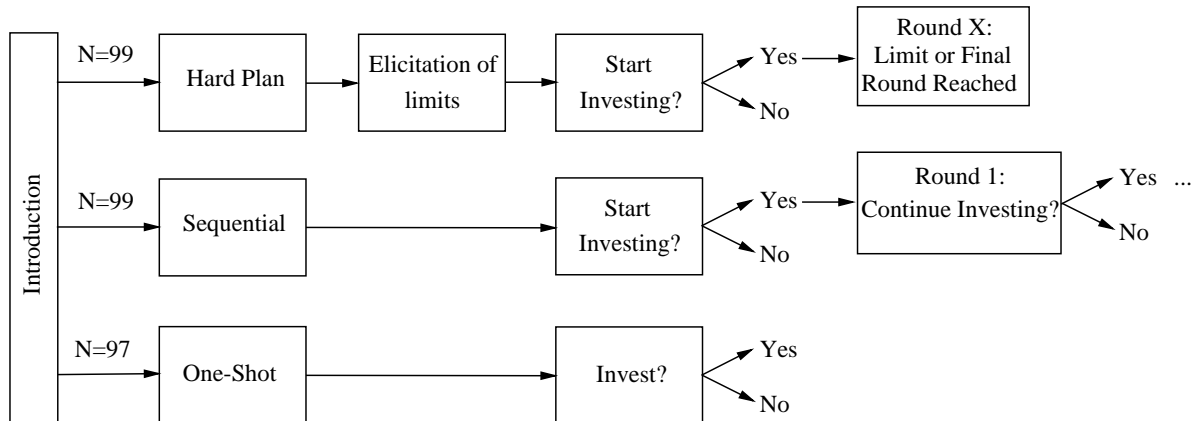 Introduction
N=99
Hard Plan
Elicitation of
limits
Start
Investing?
Yes
No
Round X:
Limit or Final
Round Reached
N=99
Sequential
Start
Investing?
Yes
No
Round 1:
Continue Investing?
Yes ...
No
N=97
One-Shot
Invest?
Yes
No